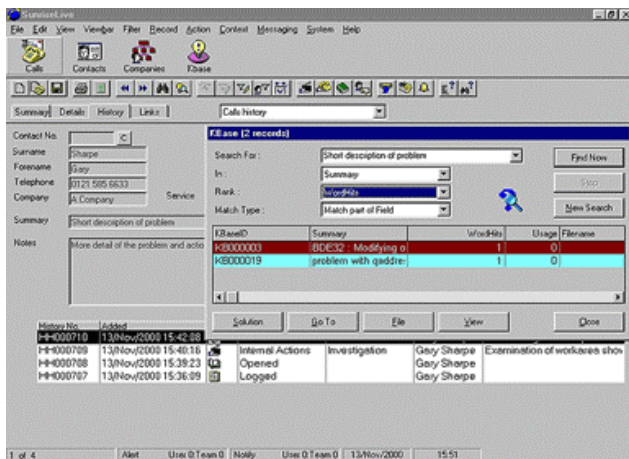 SunriseLive
File Edit View Viewbar Filter Record Action Context Messaging System Help
Calls Contacts Companies Kbase
Summary Details History Links Calls history
Contact No. C
Surname Sharpe
Forename Gary
Telephone 0121 585 6633
Company A Company Service
Summary Short description of problem
Notes More detail of the problem and actio
KBase (2 records)
Search For : Short description of problem Find Now
In : Summary Stop
Rank : WordHits
Match Type : Match part of Field New Search
KBaseID Summary WordHits Usage Filename
KB000003 BDE32 : Modifying o 1 0
KB000019 problem with qaddre 1 0
Solution Go To File View Close
History No. Added
HH000710 13/Nov/2000 15:42:08
HH000709 13/Nov/2000 15:40:16 Internal Actions Investigation Gary Sharpe Examination of workarea show
HH000708 13/Nov/2000 15:39:23 Opened Gary Sharpe
HH000707 13/Nov/2000 15:36:09 Logged Gary Sharpe
1 of 4 Alert User 0:Team 0 Notify User 0:Team 0 13/Nov/2000 15:51